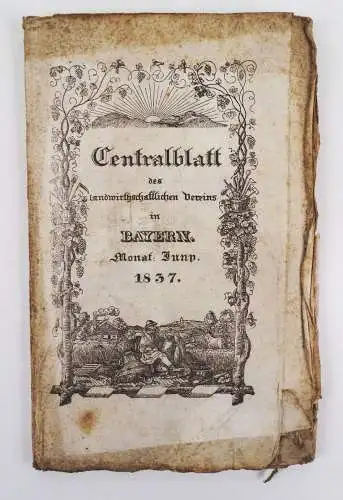 Centralblatt
des
landwirthschaftlichen Vereins
in
BAYERN.
Monat Juny.
1837.